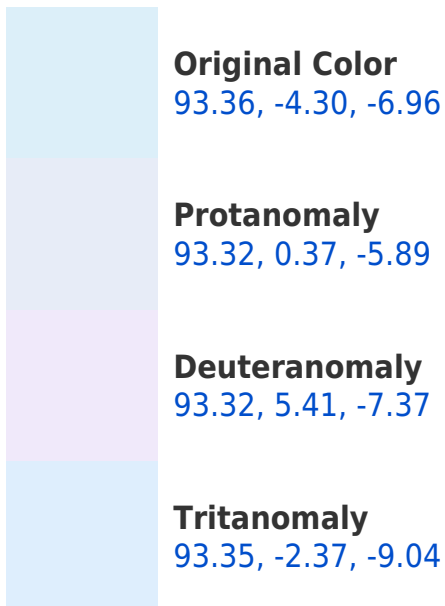 Original Color
93.36, -4.30, -6.96
Protanomaly
93.32, 0.37, -5.89
Deuteranomaly
93.32, 5.41, -7.37
Tritanomaly
93.35, -2.37, -9.04